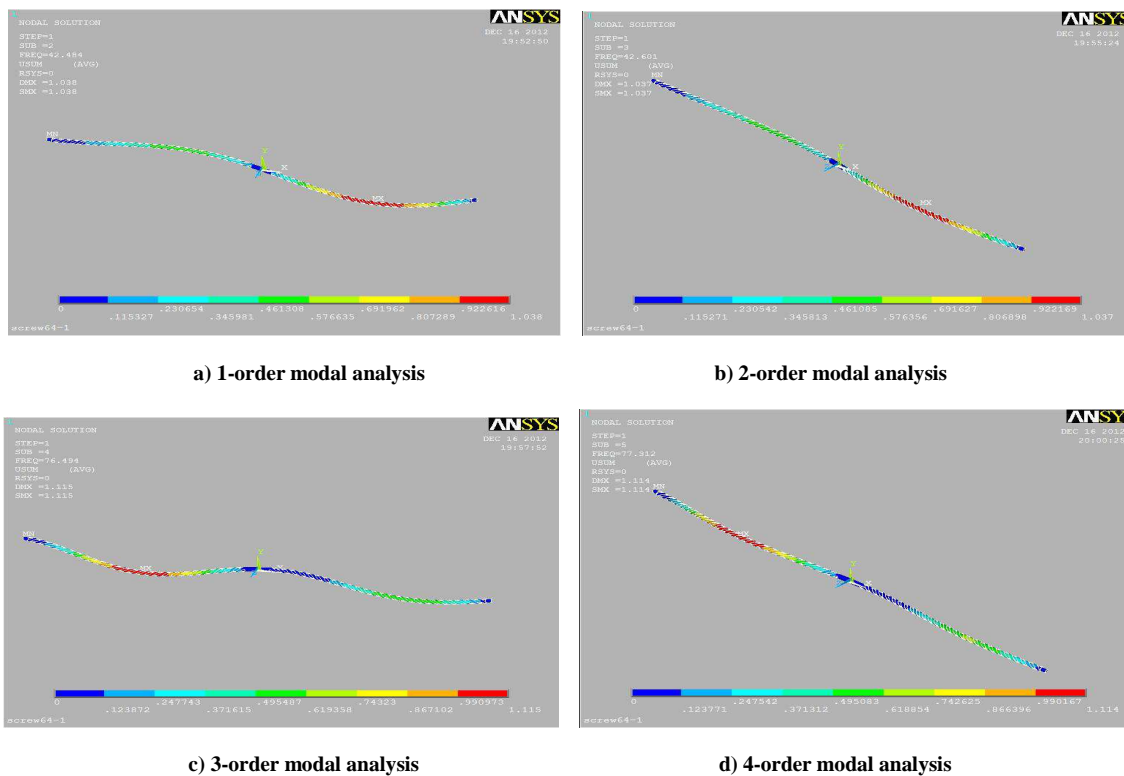 ANSYS
NODAL SOLUTION
DEC 16 2012
19:52:50
STEP=1
SUB =2
FREQ=42.484
USUM (AVG)
RSYS=0
DMX =1.038
SMX =1.038
MN
Y
X
MX
0 .230654 .461308 .691962 .922616
.115327 .345981 .576635 .807289 1.038
screw64-1
a) 1-order modal analysis
ANSYS
NODAL SOLUTION
DEC 16 2012
19:55:24
STEP=1
SUB =3
FREQ=42.601
USUM (AVG)
RSYS=0
DMX =1.037
SMX =1.037
MN
Y
X
MX
0 .230542 .461085 .691627 .922169
.115271 .345813 .576356 .806898 1.037
screw64-1
b) 2-order modal analysis
ANSYS
NODAL SOLUTION
DEC 16 2012
19:57:52
STEP=1
SUB =4
FREQ=76.494
USUM (AVG)
RSYS=0
DMX =1.115
SMX =1.115
MN
MX
Y
X
0 .247743 .495487 .74323 .990973
.123872 .371615 .619358 .867102 1.115
screw64-1
c) 3-order modal analysis
ANSY
NODAL SOLUTION
DEC 16 2012
20:00:25
STEP=1
SUB =5
FREQ=77.312
USUM (AVG)
RSYS=0
DMX =1.114
SMX =1.114
MN
MX
Y
X
0 .247542 .495083 .742625 .990167
.123771 .371312 .618854 .866396 1.114
screw64-1
d) 4-order modal analysis